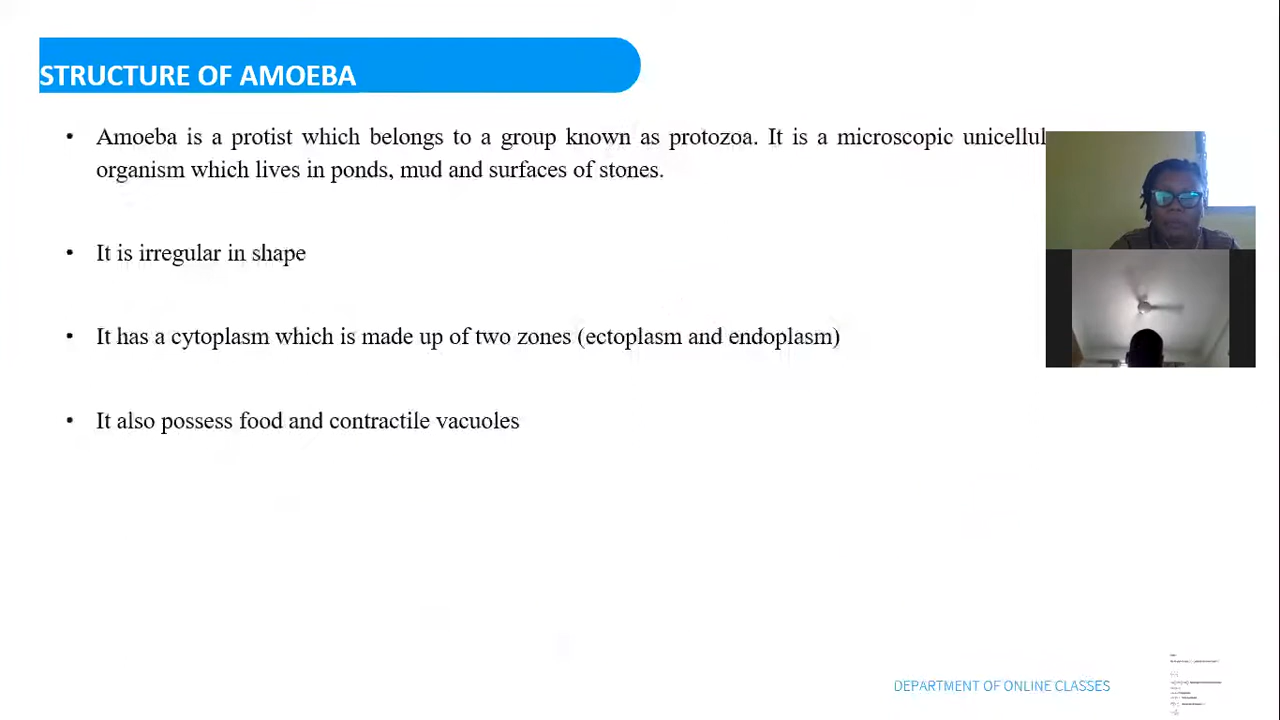 STRUCTURE OF AMOEBA
• Amoeba is a protist which belongs to a group known as protozoa. It is a microscopic unicellul
organism which lives in ponds, mud and surfaces of stones.
• It is irregular in shape
• It has a cytoplasm which is made up of two zones (ectoplasm and endoplasm)
• It also possess food and contractile vacuoles
DEPARTMENT OF ONLINE CLASSES